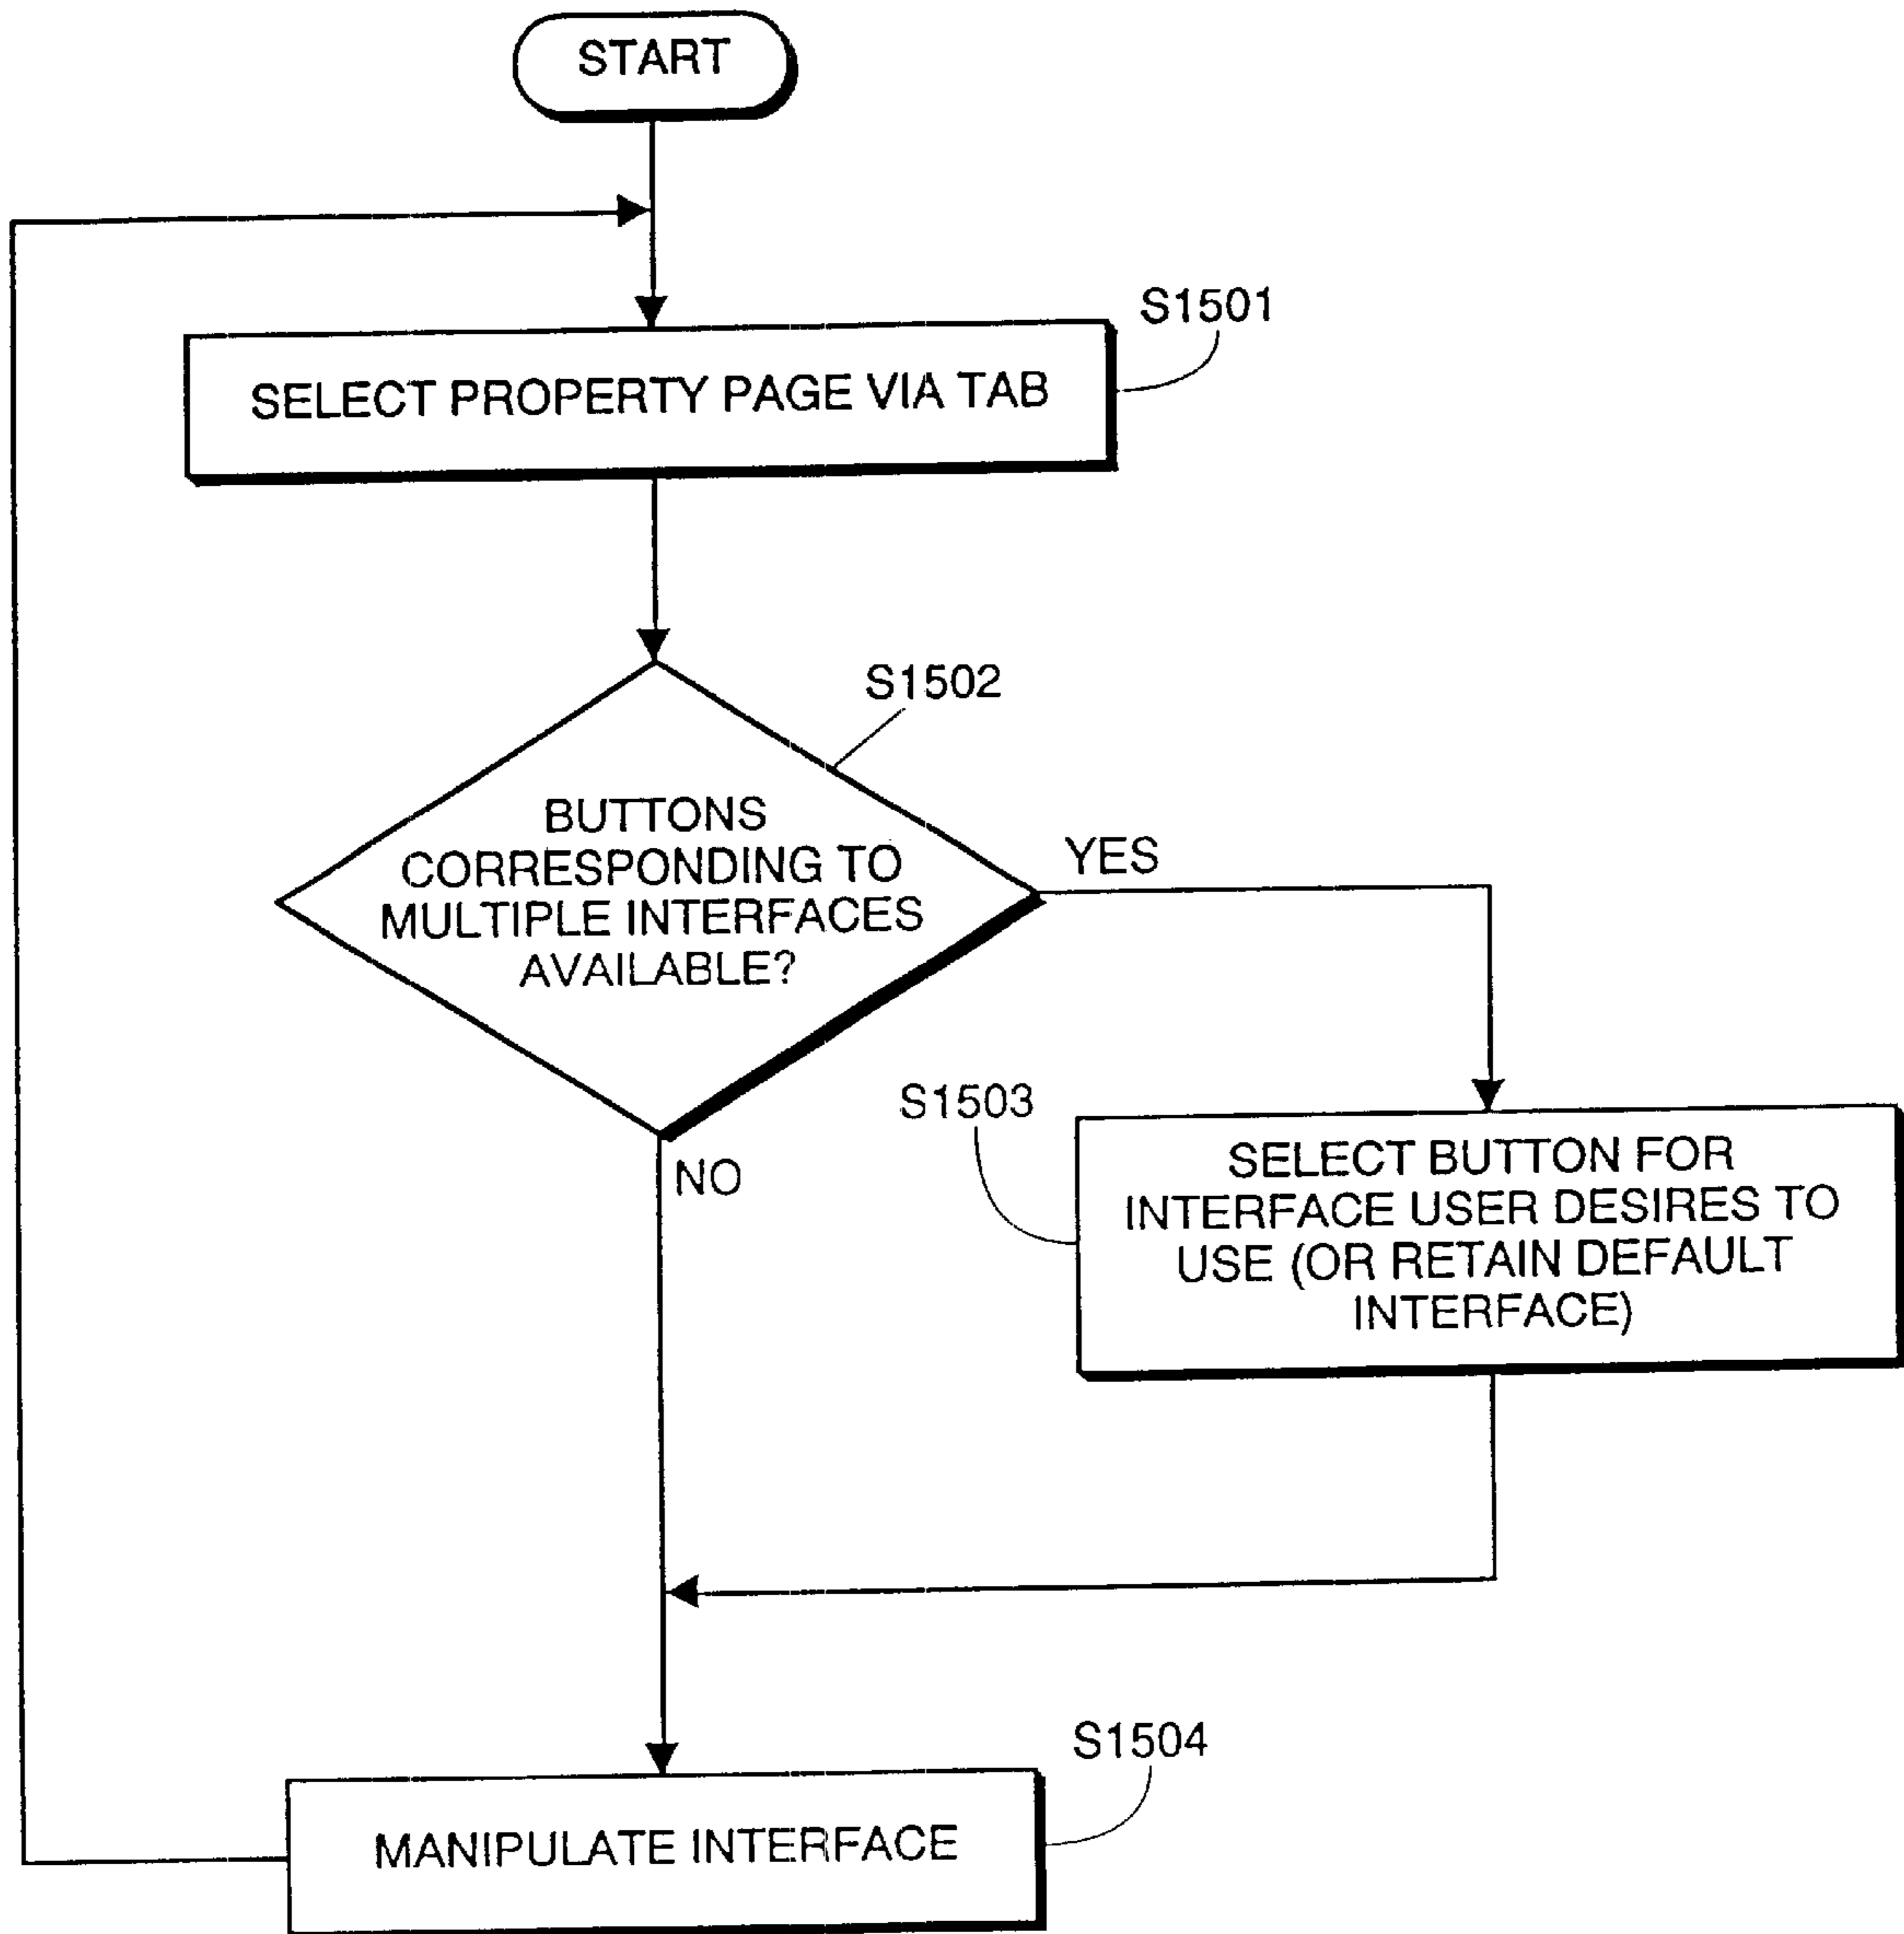 START
S1501
SELECT PROPERTY PAGE VIA TAB
S1502
BUTTONS
CORRESPONDING TO
MULTIPLE INTERFACES
AVAILABLE?
YES
NO
S1503
SELECT BUTTON FOR
INTERFACE USER DESIRES TO
USE (OR RETAIN DEFAULT
INTERFACE)
S1504
MANIPULATE INTERFACE